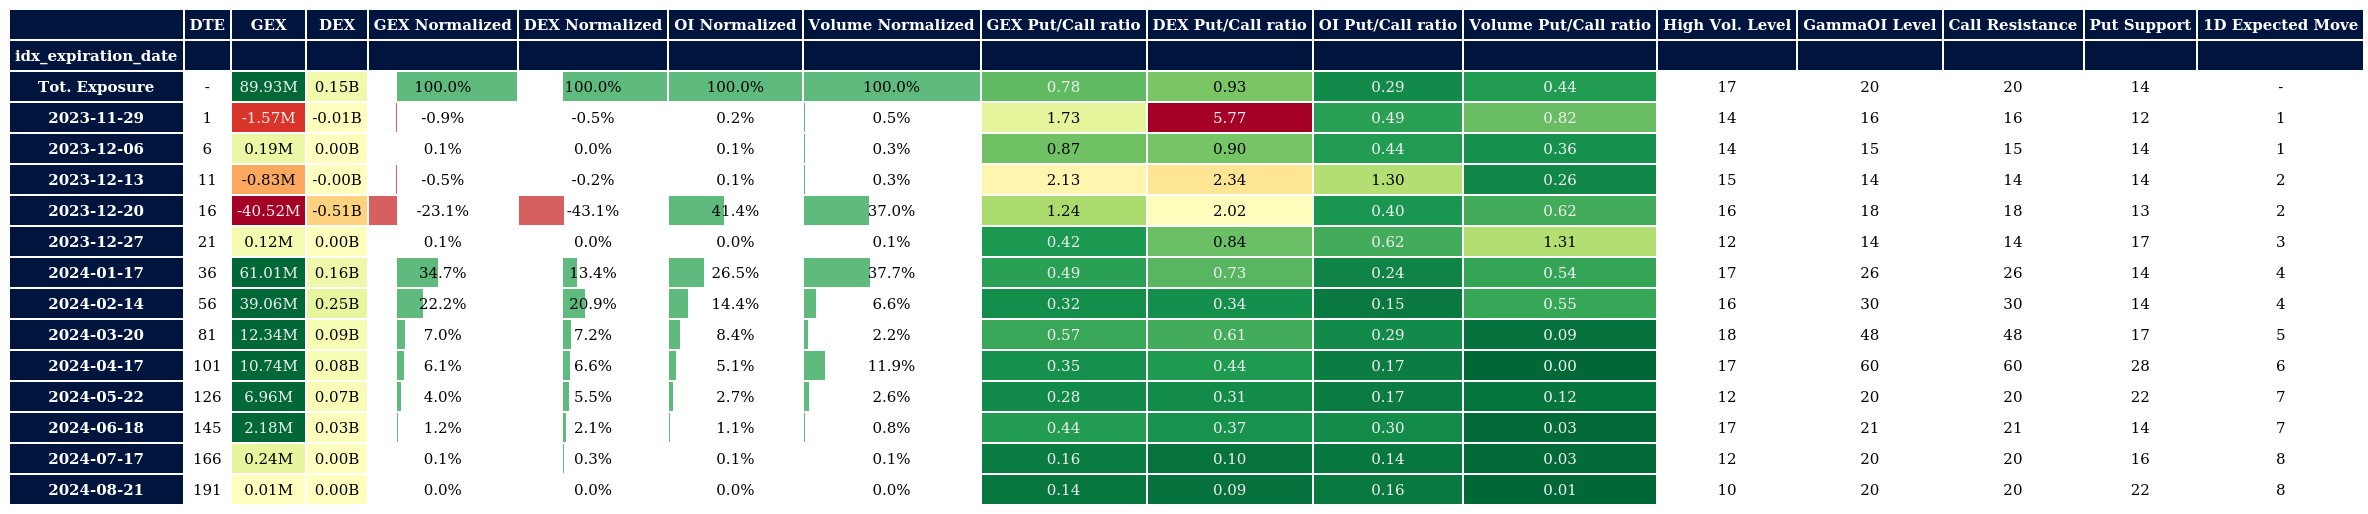 DTE GEX DEX GEX Normalized DEX Normalized OI Normalized Volume Normalized GEX Put/Call ratio DEX Put/Call ratio OI Put/Call ratio Volume Put/Call ratio High Vol. Level GammaOI Level Call Resistance Put Support 1D Expected Move
idx_expiration_date
Tot. Exposure - 89.93M 0.15B 100.0% 100.0% 100.0% 100.0% 0.78 0.93 0.29 0.44 17 20 20 14 -
2023-11-29 1 -1.57M -0.01B -0.9% -0.5% 0.2% 0.5% 1.73 5.77 0.49 0.82 14 16 16 12 1
2023-12-06 6 0.19M 0.00B 0.1% 0.0% 0.1% 0.3% 0.87 0.90 0.44 0.36 14 15 15 14 1
2023-12-13 11 -0.83M -0.00B -0.5% -0.2% 0.1% 0.3% 2.13 2.34 1.30 0.26 15 14 14 14 2
2023-12-20 16 -40.52M -0.51B -23.1% -43.1% 41.4% 37.0% 1.24 2.02 0.40 0.62 16 18 18 13 2
2023-12-27 21 0.12M 0.00B 0.1% 0.0% 0.0% 0.1% 0.42 0.84 0.62 1.31 12 14 14 17 3
2024-01-17 36 61.01M 0.16B 34.7% 13.4% 26.5% 37.7% 0.49 0.73 0.24 0.54 17 26 26 14 4
2024-02-14 56 39.06M 0.25B 22.2% 20.9% 14.4% 6.6% 0.32 0.34 0.15 0.55 16 30 30 14 4
2024-03-20 81 12.34M 0.09B 7.0% 7.2% 8.4% 2.2% 0.57 0.61 0.29 0.09 18 48 48 17 5
2024-04-17 101 10.74M 0.08B 6.1% 6.6% 5.1% 11.9% 0.35 0.44 0.17 0.00 17 60 60 28 6
2024-05-22 126 6.96M 0.07B 4.0% 5.5% 2.7% 2.6% 0.28 0.31 0.17 0.12 12 20 20 22 7
2024-06-18 145 2.18M 0.03B 1.2% 2.1% 1.1% 0.8% 0.44 0.37 0.30 0.03 17 21 21 14 7
2024-07-17 166 0.24M 0.00B 0.1% 0.3% 0.1% 0.1% 0.16 0.10 0.14 0.03 12 20 20 16 8
2024-08-21 191 0.01M 0.00B 0.0% 0.0% 0.0% 0.0% 0.14 0.09 0.16 0.01 10 20 20 22 8